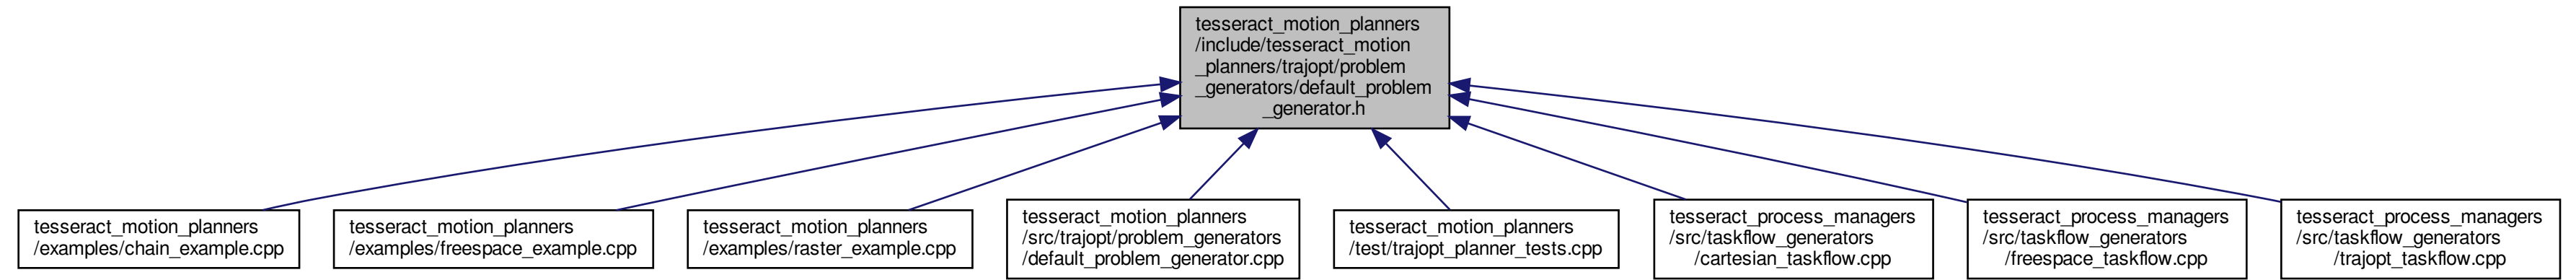 tesseract_motion_planners
/include/tesseract_motion
_planners/trajopt/problem
_generators/default_problem
_generator.h
tesseract_motion_planners
/examples/chain_example.cpp
tesseract_motion_planners
/examples/freespace_example.cpp
tesseract_motion_planners
/examples/raster_example.cpp
tesseract_motion_planners
/src/trajopt/problem_generators
/default_problem_generator.cpp
tesseract_motion_planners
/test/trajopt_planner_tests.cpp
tesseract_process_managers
/src/taskflow_generators
/cartesian_taskflow.cpp
tesseract_process_managers
/src/taskflow_generators
/freespace_taskflow.cpp
tesseract_process_managers
/src/taskflow_generators
/trajopt_taskflow.cpp